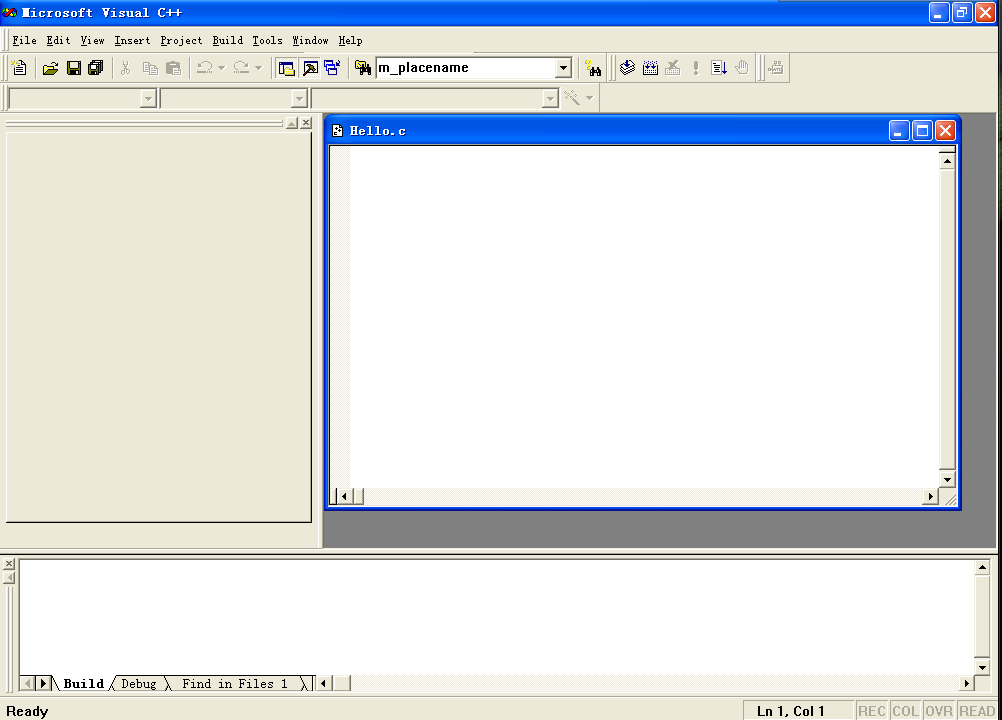 Microsoft Visual C++
File Edit View Insert Project Build Tools Window Help
m_placename
Hello.c
Build Debug Find in Files 1
Ready Ln 1, Col 1 REC COL OVR READ